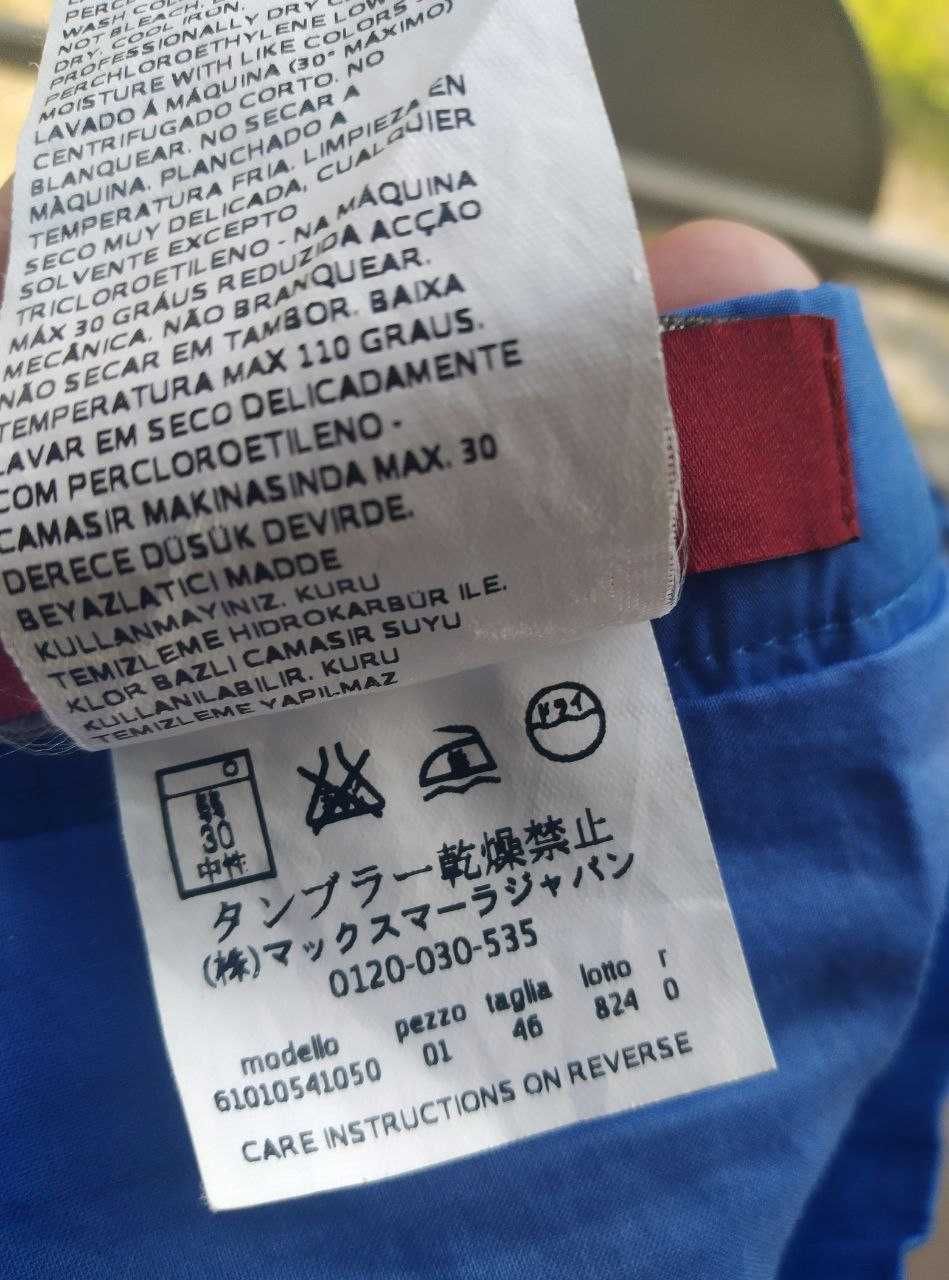 WASH. COL
NOT BLEACH.
DRY. COOL IRON.
PROFESSIONALLY DRY
PERCHLOROETHYLENE LOW
MOISTURE WITH LIKE COLORS
LAVADO Á MÁQUINA (30° MÁXIMO)
CENTRIFUGADO CORTO. NO
BLANQUEAR. NO SECAR A
MÀQUINA. PLANCHADO A
TEMPERATURA FRIA. LIMPIEZA EN
SECO MUY DELICADA, CUALQUIER
SOLVENTE EXCEPTO
TRICLOROETILENO - NA MÁQUINA
MÁX 30 GRÁUS REDUZIDA ACÇÃO
MECÂNICA. NÃO BRANQUEAR.
NÃO SECAR EM TAMBOR. BAIXA
TEMPERATURA MAX 110 GRAUS.
LAVAR EM SECO DELICADAMENTE
COM PERCLOROETILENO -
CAMASIR MAKINASINDA MAX. 30
DERECE DÜSÜK DEVIRDE.
BEYAZLATICI MADDE
KULLANMAYINIZ. KURU
TEMIZLEME HIDROKARBÜR ILE.
KLOR BAZLI CAMASIR SUYU
KULLANILABILIR. KURU
TEMIZLEME YAPILMAZ
弱
30
中性
タンブラー乾燥禁止
(株)マックスマーラジャパン
0120-030-535
modello pezzo taglia lotto r
61010541050 01 46 824 0
CARE INSTRUCTIONS ON REVERSE